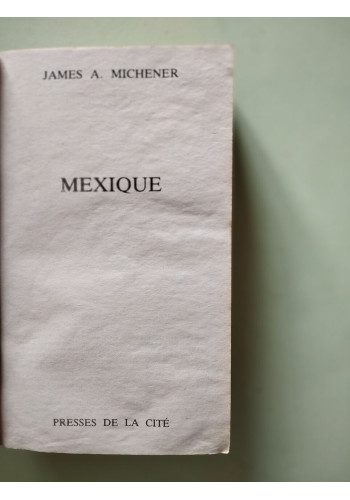 JAMES A. MICHENER
MEXIQUE
PRESSES DE LA CITÉ